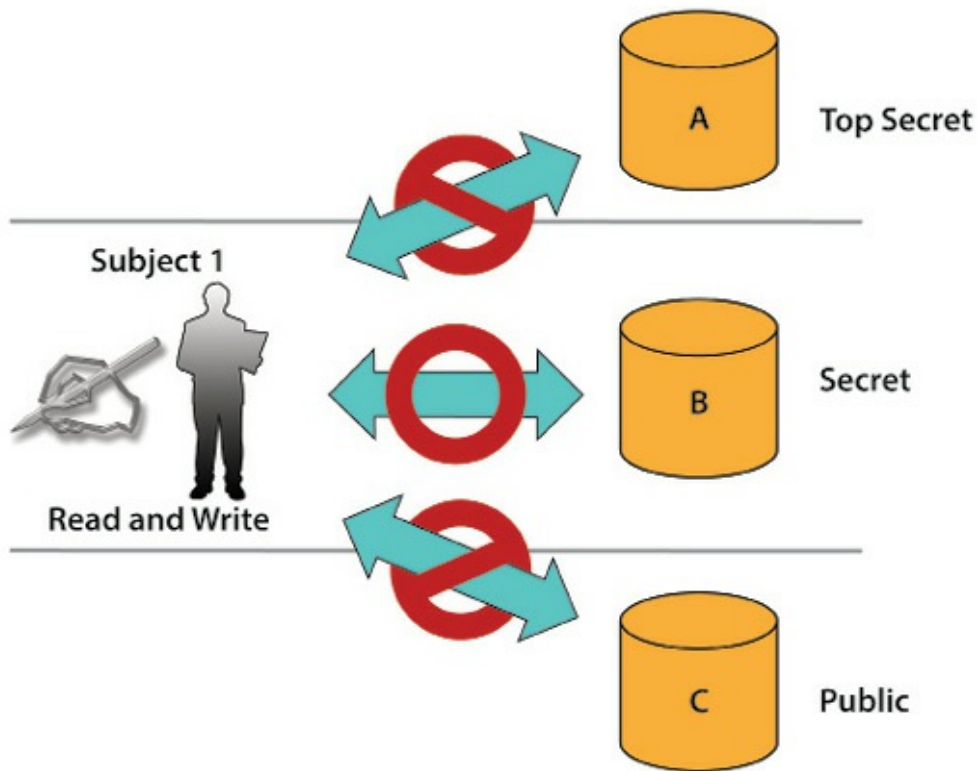 A
Top Secret
Subject 1
Secret
B
Read and Write
C
Public